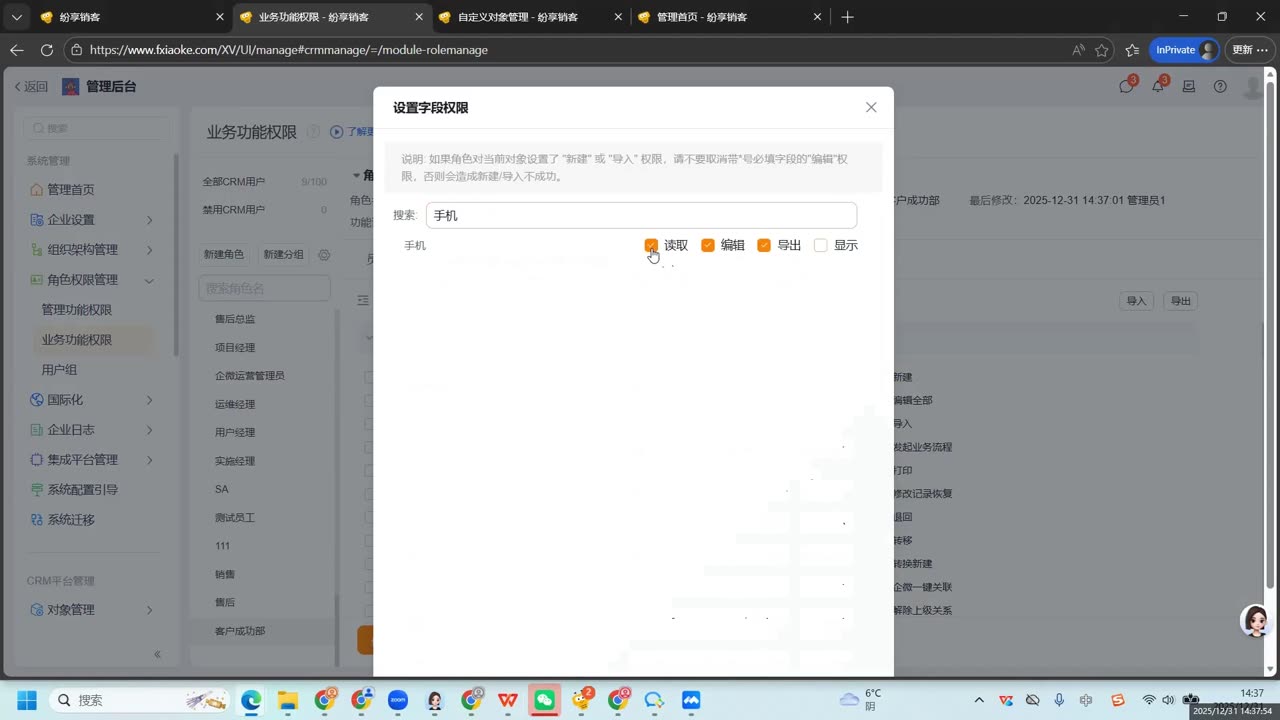 分享销客
业务功能权限 - 分享销客
自定义对象管理 - 分享销客
管理首页 - 分享销客
https://www.fxiaoke.com/XV/UI/manage#crmmanage/=/module-rolemanage
InPrivate
更新
返回
管理后台
3
3
搜索
系统管理
管理首页
企业设置
组织架构管理
角色权限管理
管理功能权限
业务功能权限
用户组
国际化
企业日志
集成平台管理
系统配置引导
系统迁移
CRM平台管理
对象管理
业务功能权限
了解更
全部CRM用户 9/100
禁用CRM用户 0
新建角色
新建分组
搜索角色名
售后总监
项目经理
企微运营管理员
运维经理
用户经理
实施经理
SA
测试员工
111
销售
售后
客户成功部
设置字段权限
说明: 如果角色对当前对象设置了 "新建" 或 "导入" 权限，请不要取消带*号必填字段的"编辑"权
限，否则会造成新建/导入不成功。
搜索: 手机
手机 读取 编辑 导出 显示
户成功部
最后修改：2025-12-31 14:37:01 管理员1
导入
导出
新建
编辑全部
导入
发起业务流程
打印
修改记录恢复
退回
转移
转换新建
企微一键关联
解除上级关系
搜索
zoom
2
6°C
阴
14:37
2025/12/31 14:37:54